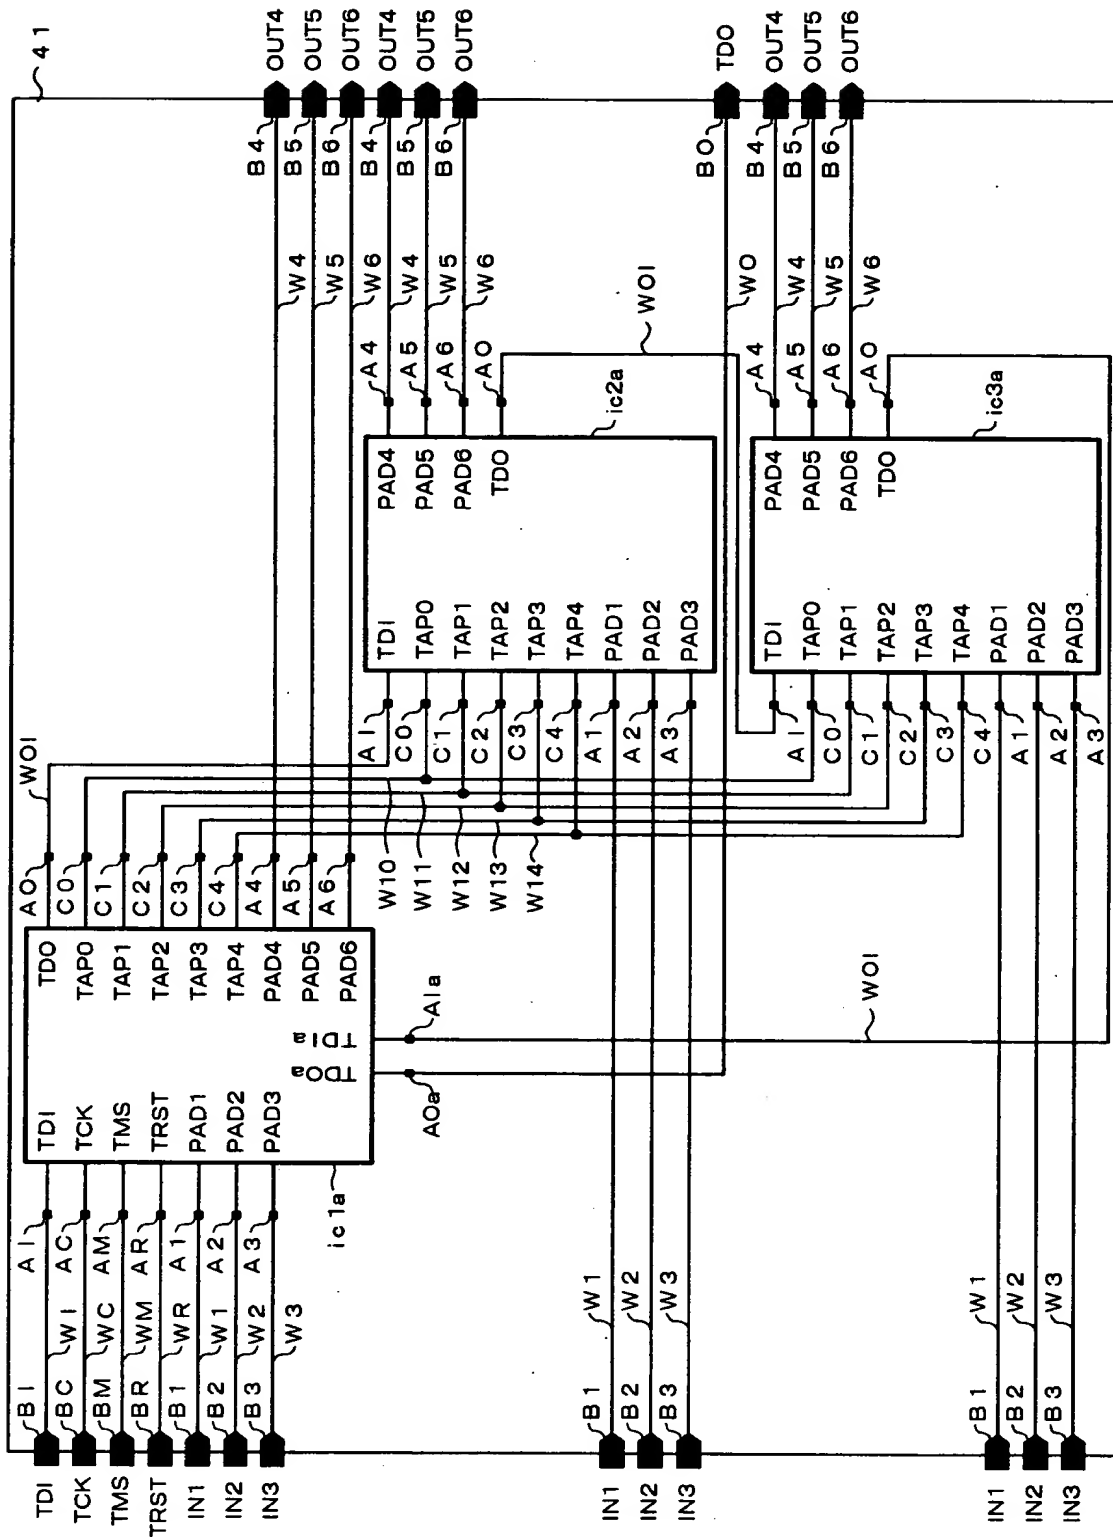 41
TDI
TCK
TMS
TRST
IN1
IN2
IN3
BI
BC
BM
BR
B1
B2
B3
WI
WC
WM
WR
W1
W2
W3
AI
AC
AM
AR
A1
A2
A3
TDI
TCK
TMS
TRST
PAD1
PAD2
PAD3
TDOa
TDIa
TDO
TAP0
TAP1
TAP2
TAP3
TAP4
PAD4
PAD5
PAD6
ic1a
AOa
AIa
AO
C0
C1
C2
C3
C4
A4
A5
A6
WOI
W10
W11
W12
W13
W14
W4
W5
W6
B4
B5
B6
OUT4
OUT5
OUT6
IN1
IN2
IN3
B1
B2
B3
W1
W2
W3
AI
C0
C1
C2
C3
C4
A1
A2
A3
TDI
TAP0
TAP1
TAP2
TAP3
TAP4
PAD1
PAD2
PAD3
PAD4
PAD5
PAD6
TDO
ic2a
A4
A5
A6
AO
W4
W5
W6
WOI
B4
B5
B6
OUT4
OUT5
OUT6
WO
BO
TDO
WOI
IN1
IN2
IN3
B1
B2
B3
W1
W2
W3
AI
C0
C1
C2
C3
C4
A1
A2
A3
TDI
TAP0
TAP1
TAP2
TAP3
TAP4
PAD1
PAD2
PAD3
PAD4
PAD5
PAD6
TDO
ic3a
A4
A5
A6
AO
W4
W5
W6
B4
B5
B6
OUT4
OUT5
OUT6